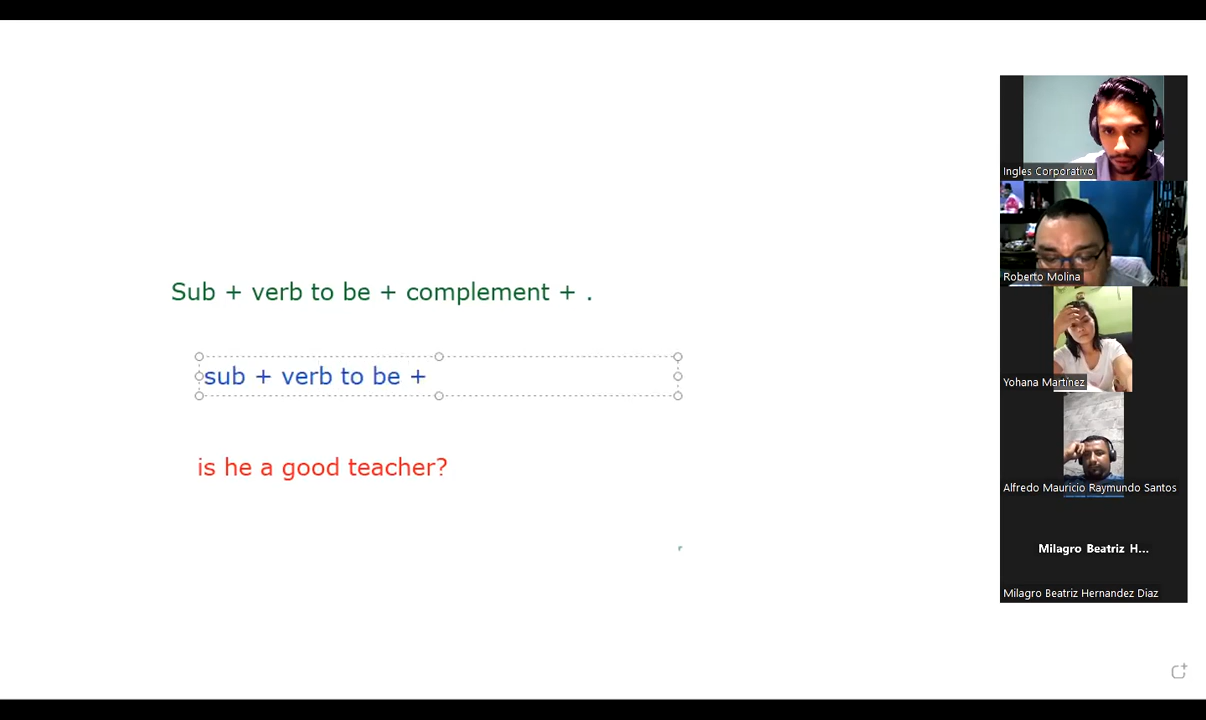 Sub + verb to be + complement + .
sub + verb to be +
is he a good teacher?
Ingles Corporativo
Roberto Molina
Yohana Martínez
Alfredo Mauricio Raymundo Santos
Milagro Beatriz H...
Milagro Beatriz Hernandez Diaz